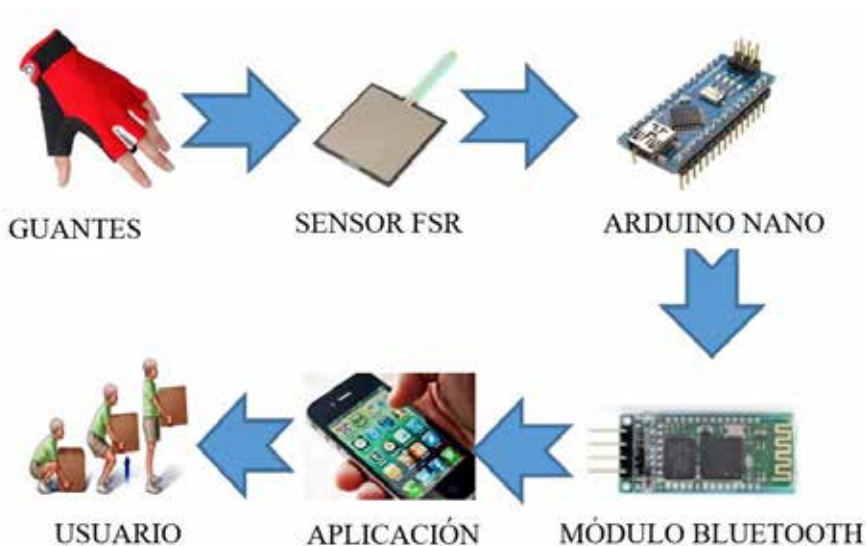 GUANTES
SENSOR FSR
ARDUINO NANO
USUARIO
APLICACIÓN
MÓDULO BLUETOOTH